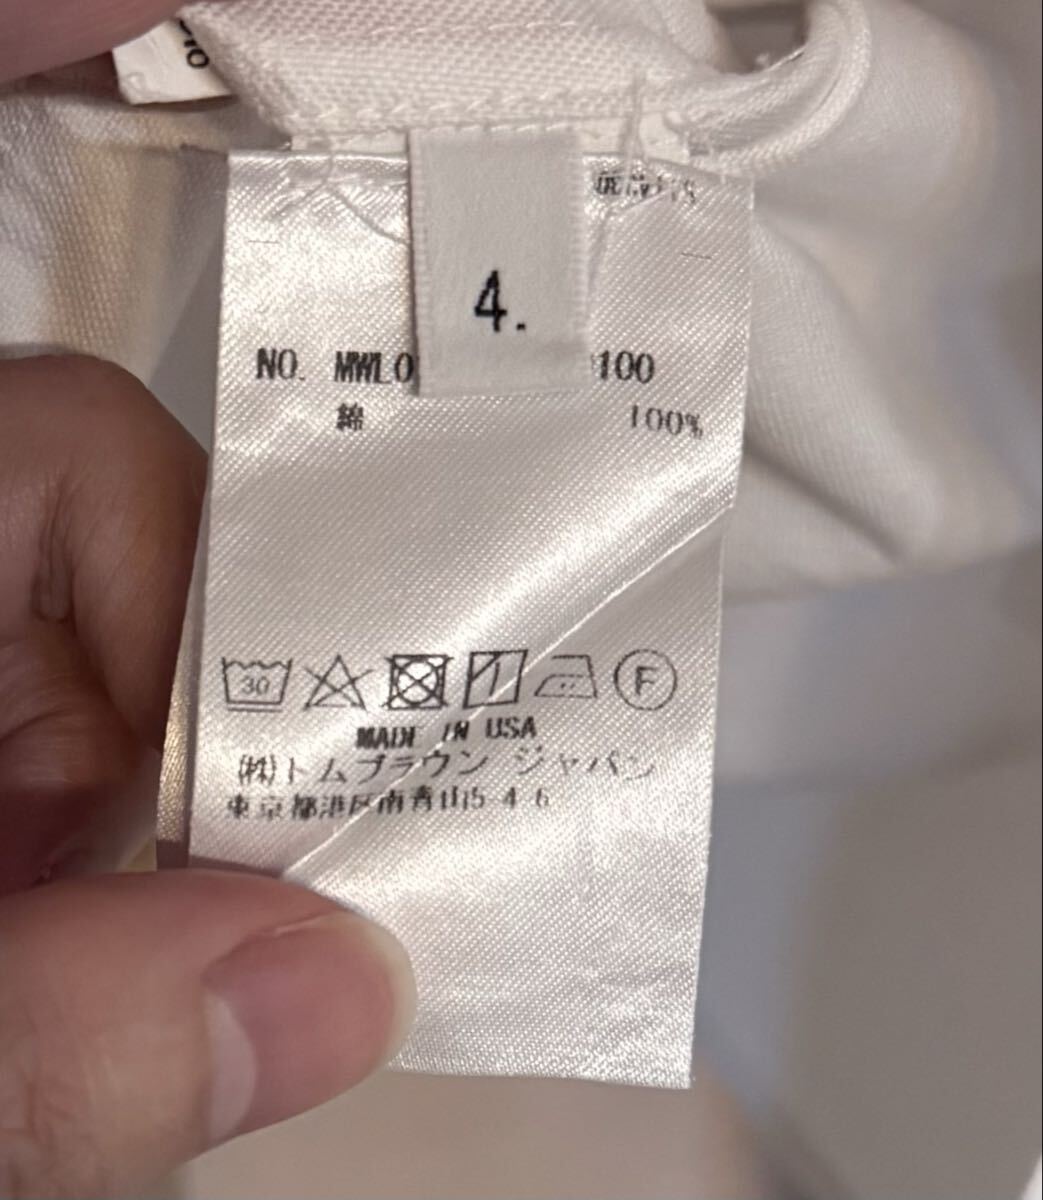 4.
NO. MWL0 100
綿 100%
30 F
MADE IN USA
(株)トムブラウン ジャパン
東京都港区南青山5-4-6